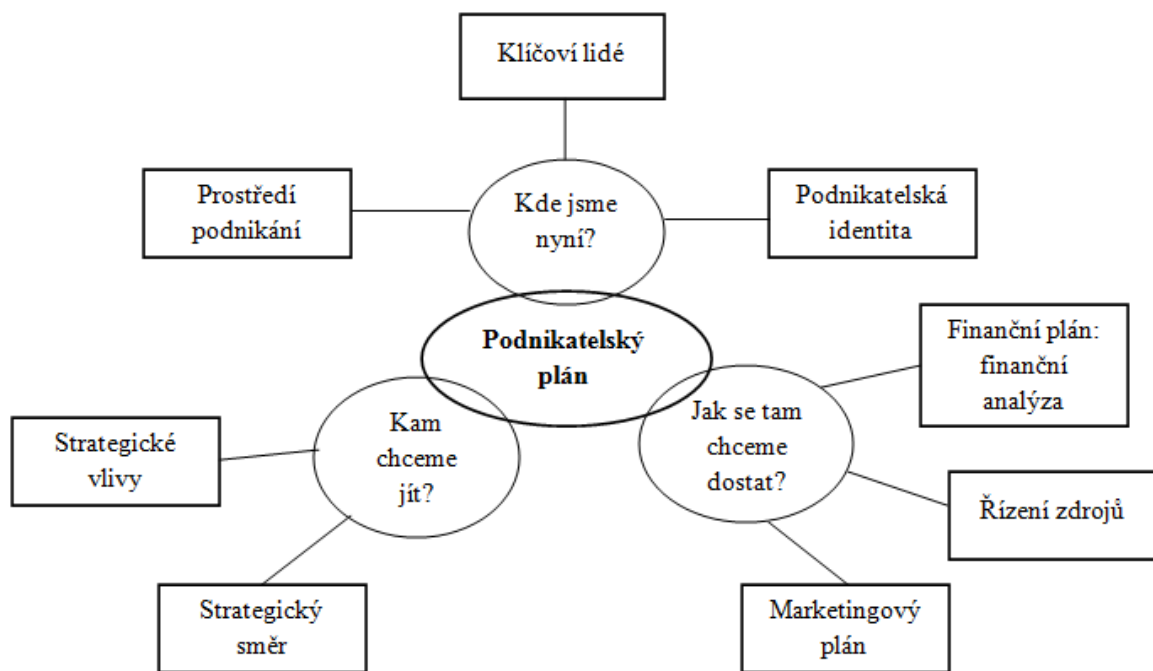 Klíčoví lidé
Prostředí
podnikání
Kde jsme
nyní?
Podnikatelská
identita
Podnikatelský
plán
Finanční plán:
finanční
analýza
Kam
chceme
jít?
Jak se tam
chceme
dostat?
Strategické
vlivy
Řízení zdrojů
Strategický
směr
Marketingový
plán